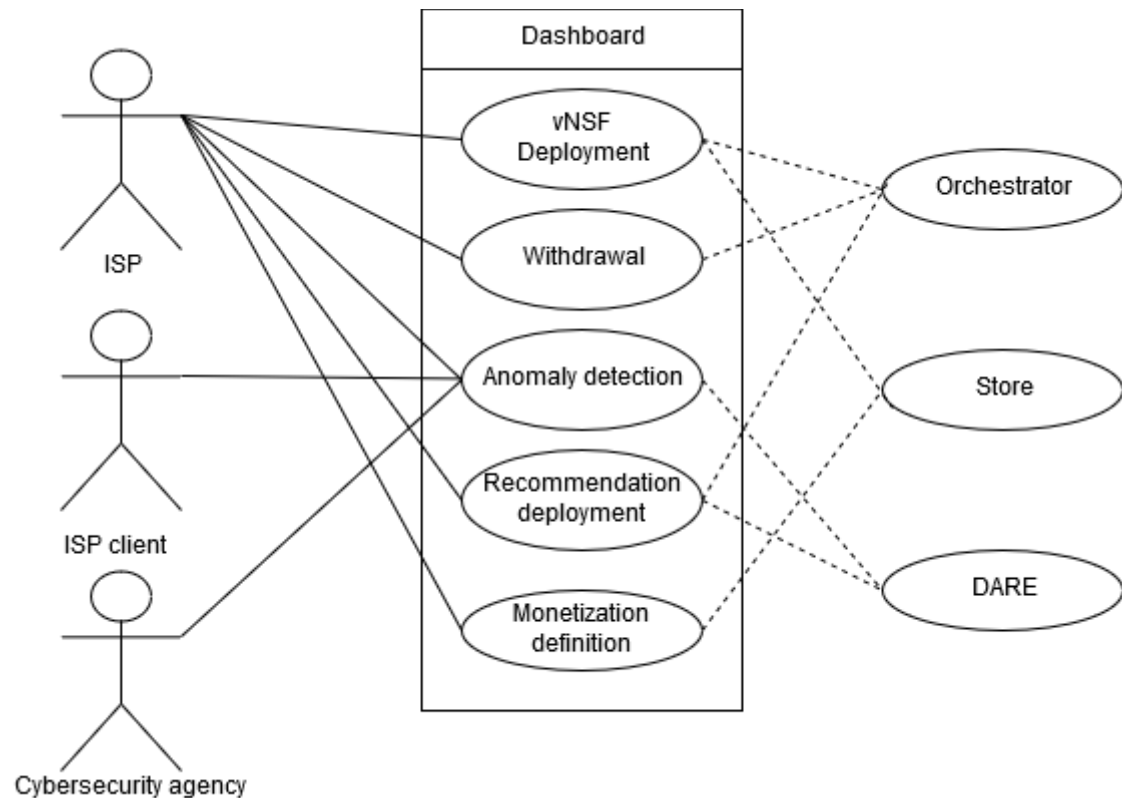 Dashboard
vNSF
Deployment
Orchestrator
Withdrawal
ISP
Anomaly detection
Store
Recommendation
deployment
ISP client
DARE
Monetization
definition
Cybersecurity agency